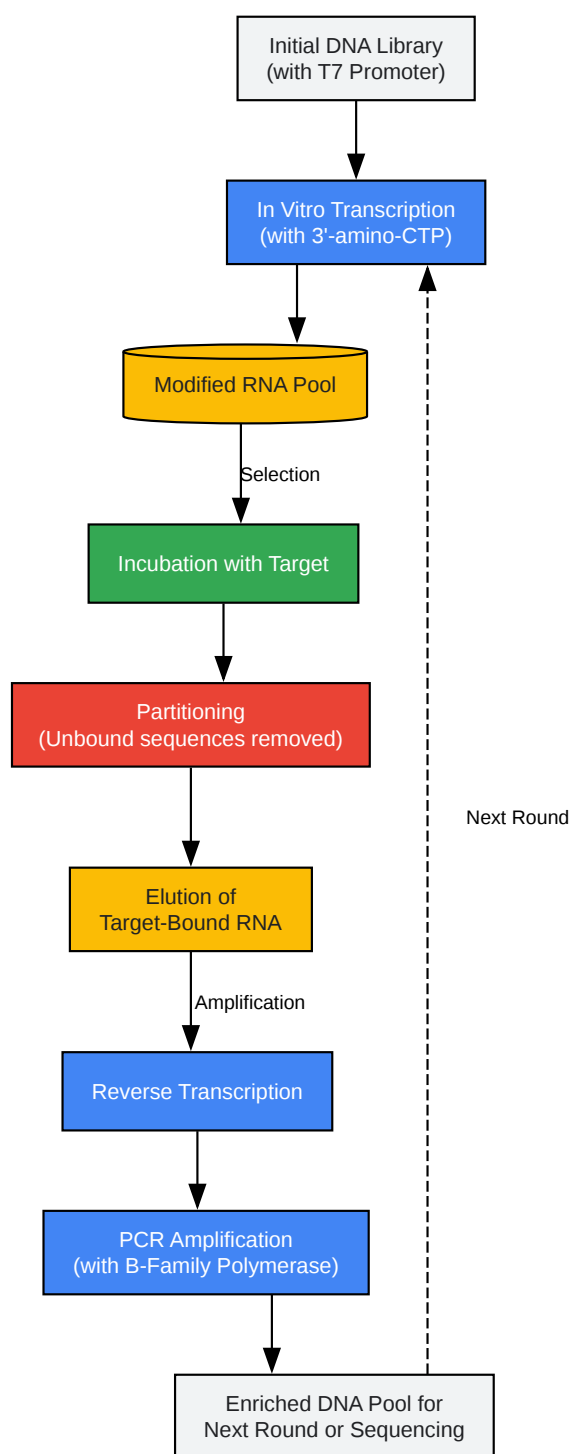 Initial DNA Library
(with T7 Promoter)
In Vitro Transcription
(with 3'-amino-CTP)
Modified RNA Pool
Selection
Incubation with Target
Partitioning
(Unbound sequences removed)
Next Round
Elution of
Target-Bound RNA
Amplification
Reverse Transcription
PCR Amplification
(with B-Family Polymerase)
Enriched DNA Pool for
Next Round or Sequencing